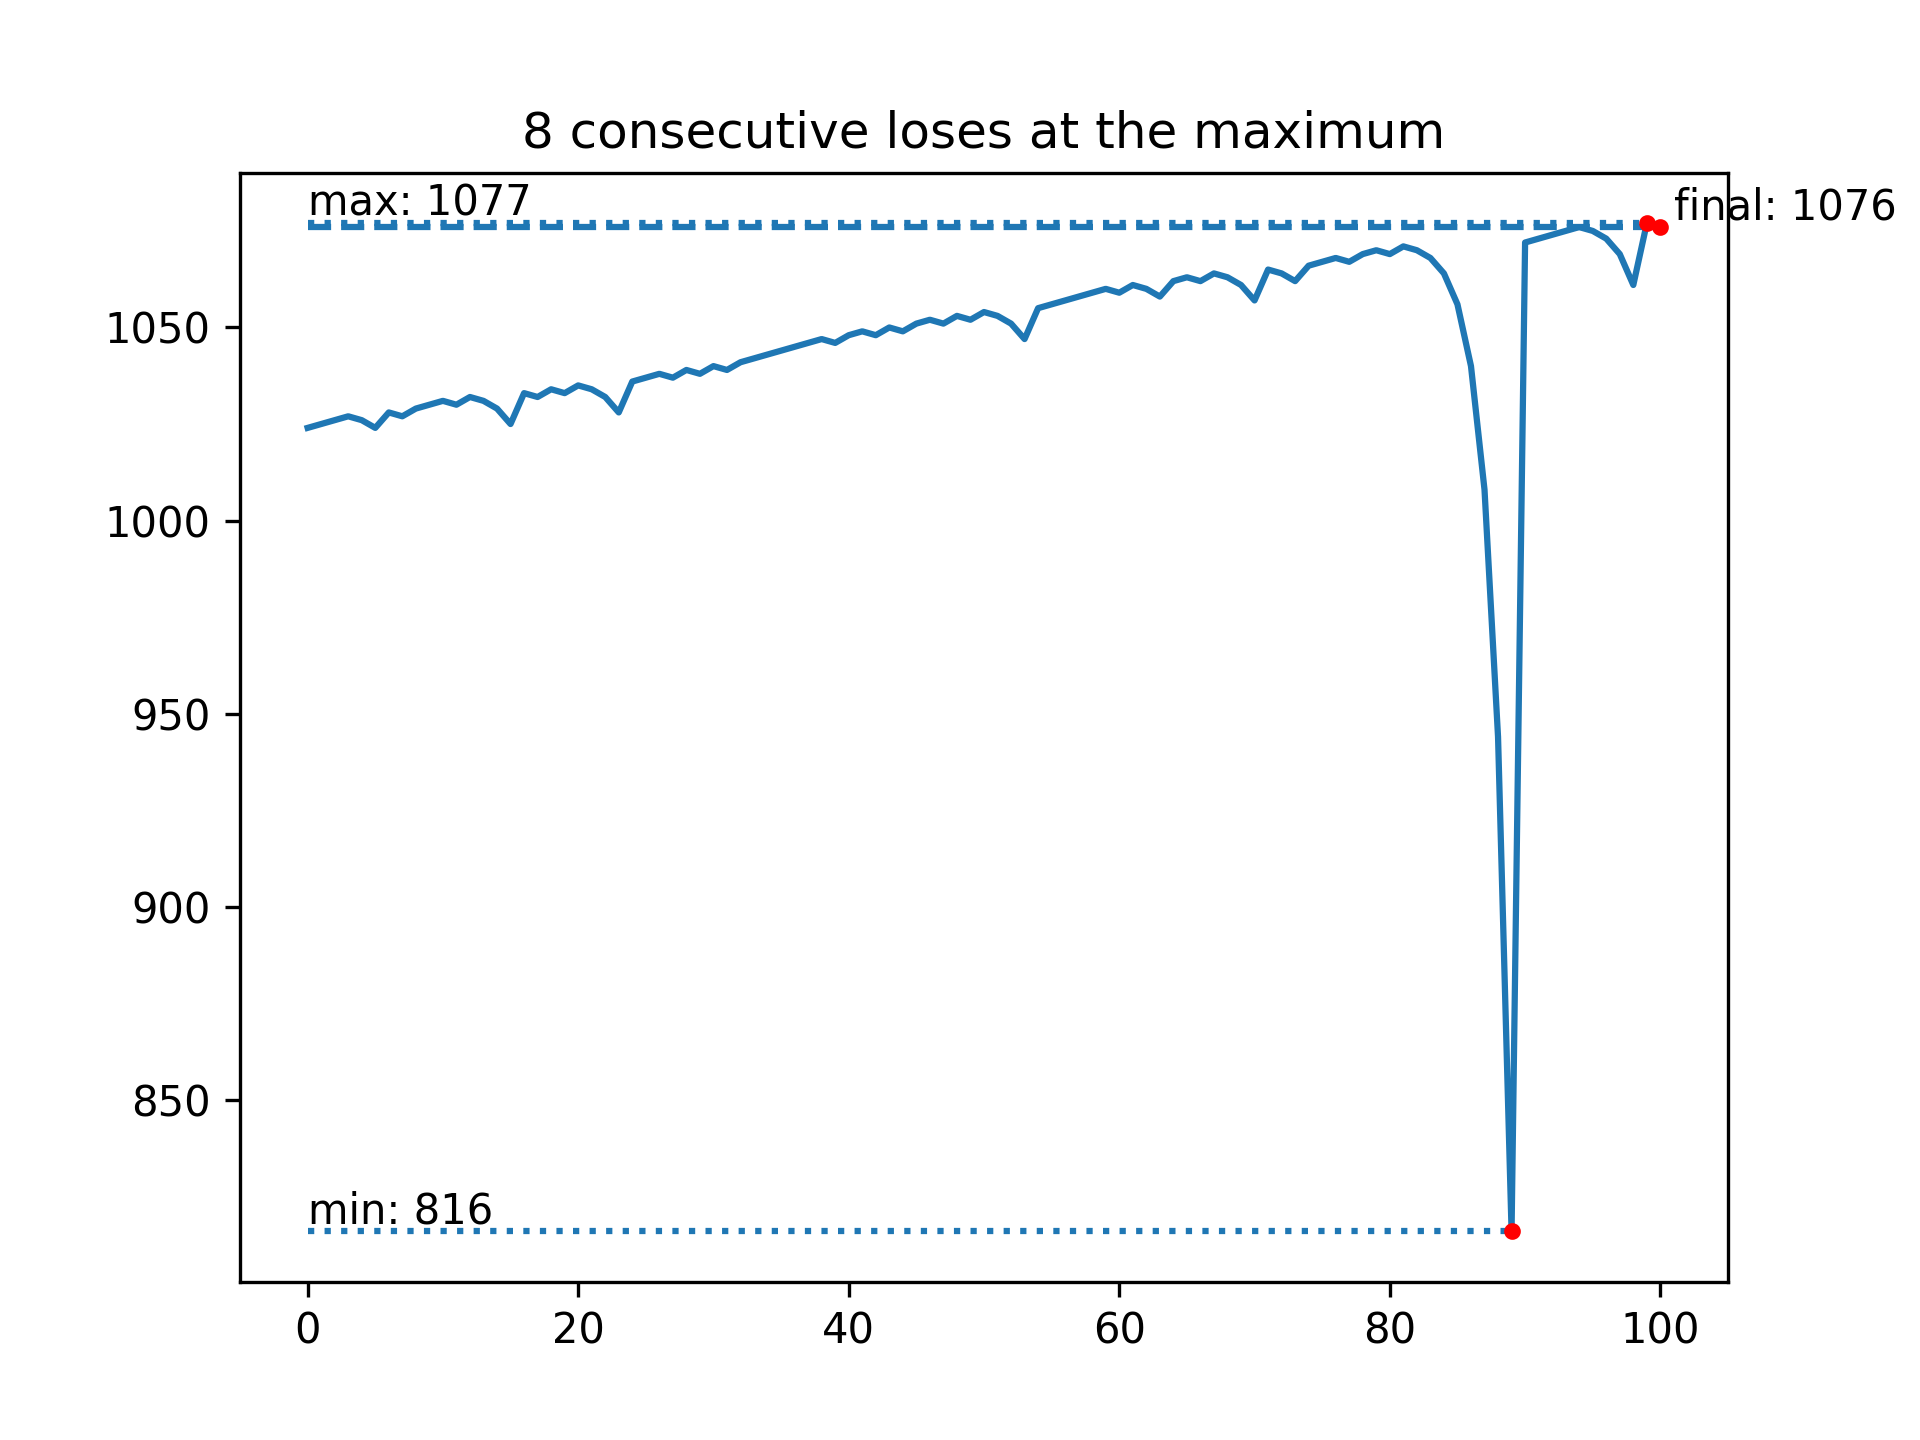 8 consecutive loses at the maximum
max: 1077
final: 1076
1050
1000
950
900
850
min: 816
0 20 40 60 80 100